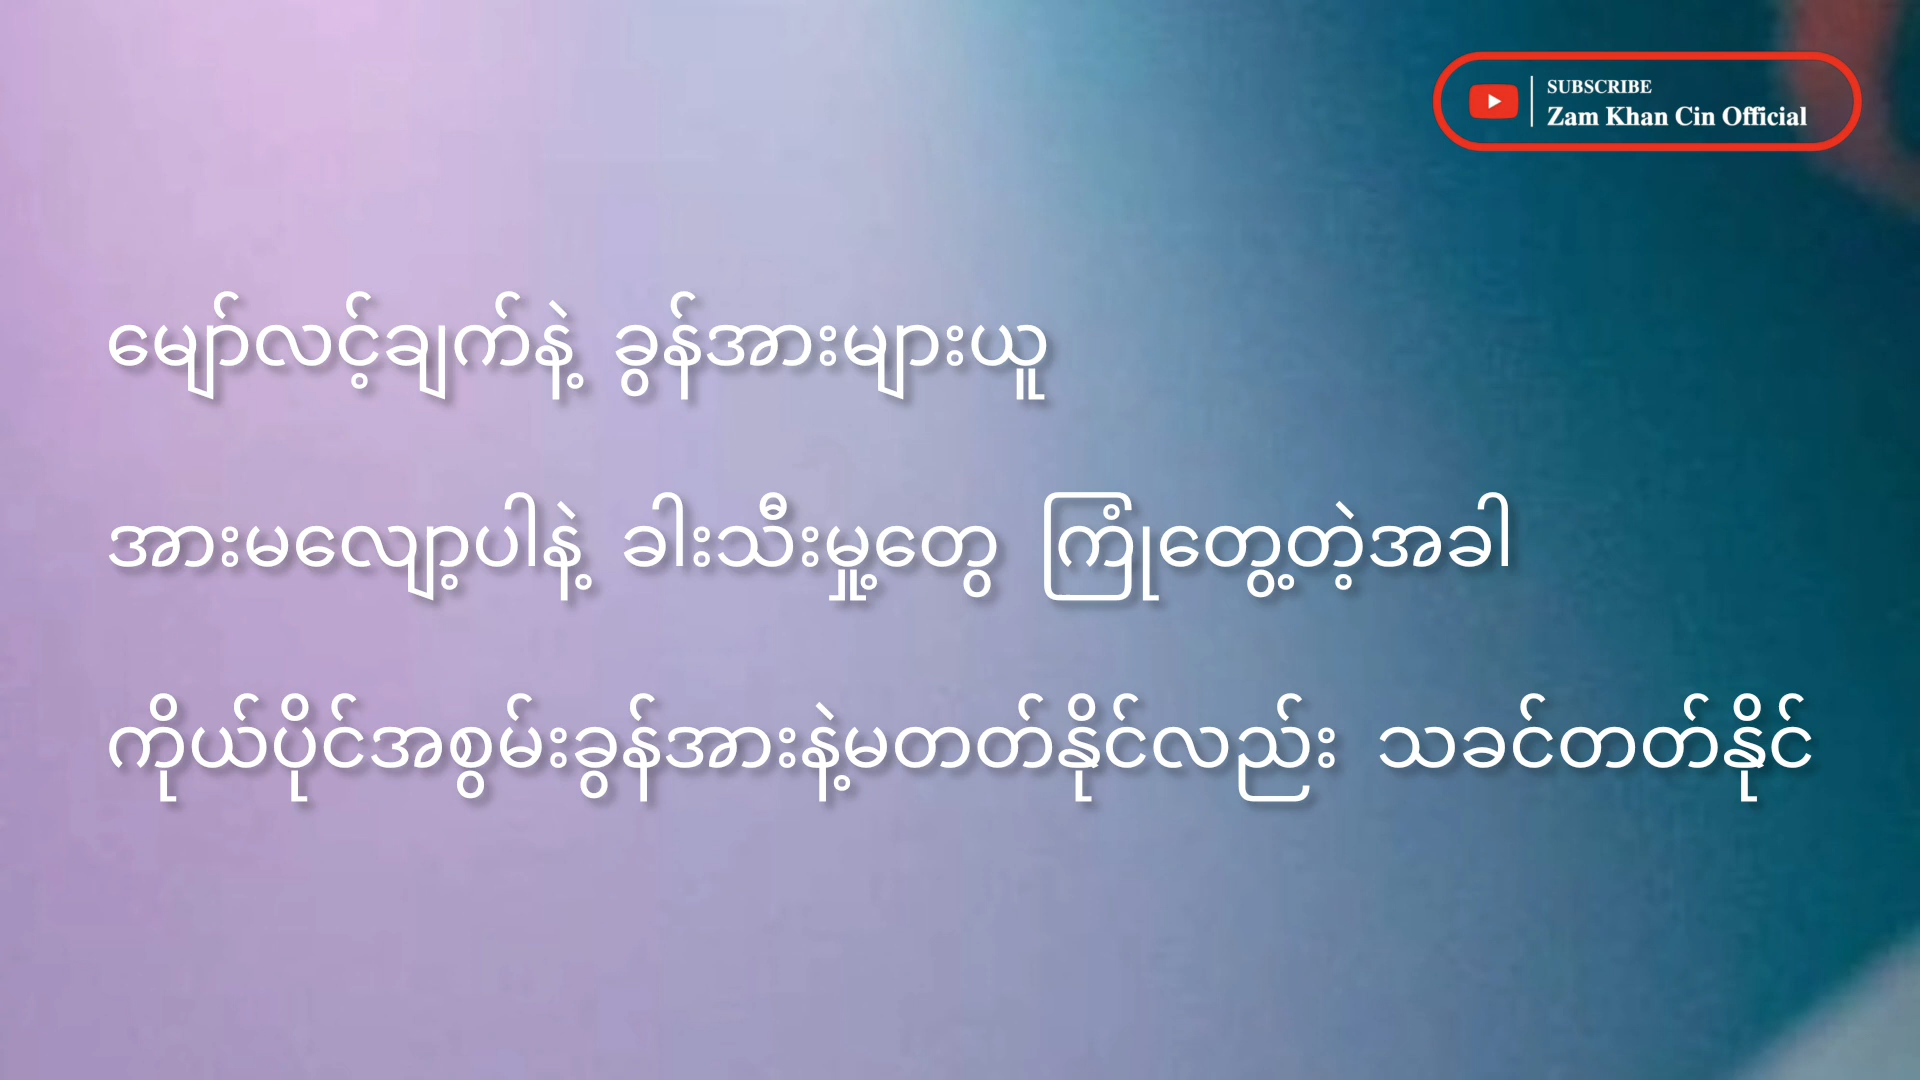 SUBSCRIBE
Zam Khan Cin Official
မျှော်လင့်ချက်နဲ့ ခွန်အားများယူ
အားမလျော့ပါနဲ့ ခါးသီးမှု့တွေ ကြုံတွေ့တဲ့အခါ
ကိုယ်ပိုင်အစွမ်းခွန်အားနဲ့မတတ်နိုင်လည်း သခင်တတ်နိုင်